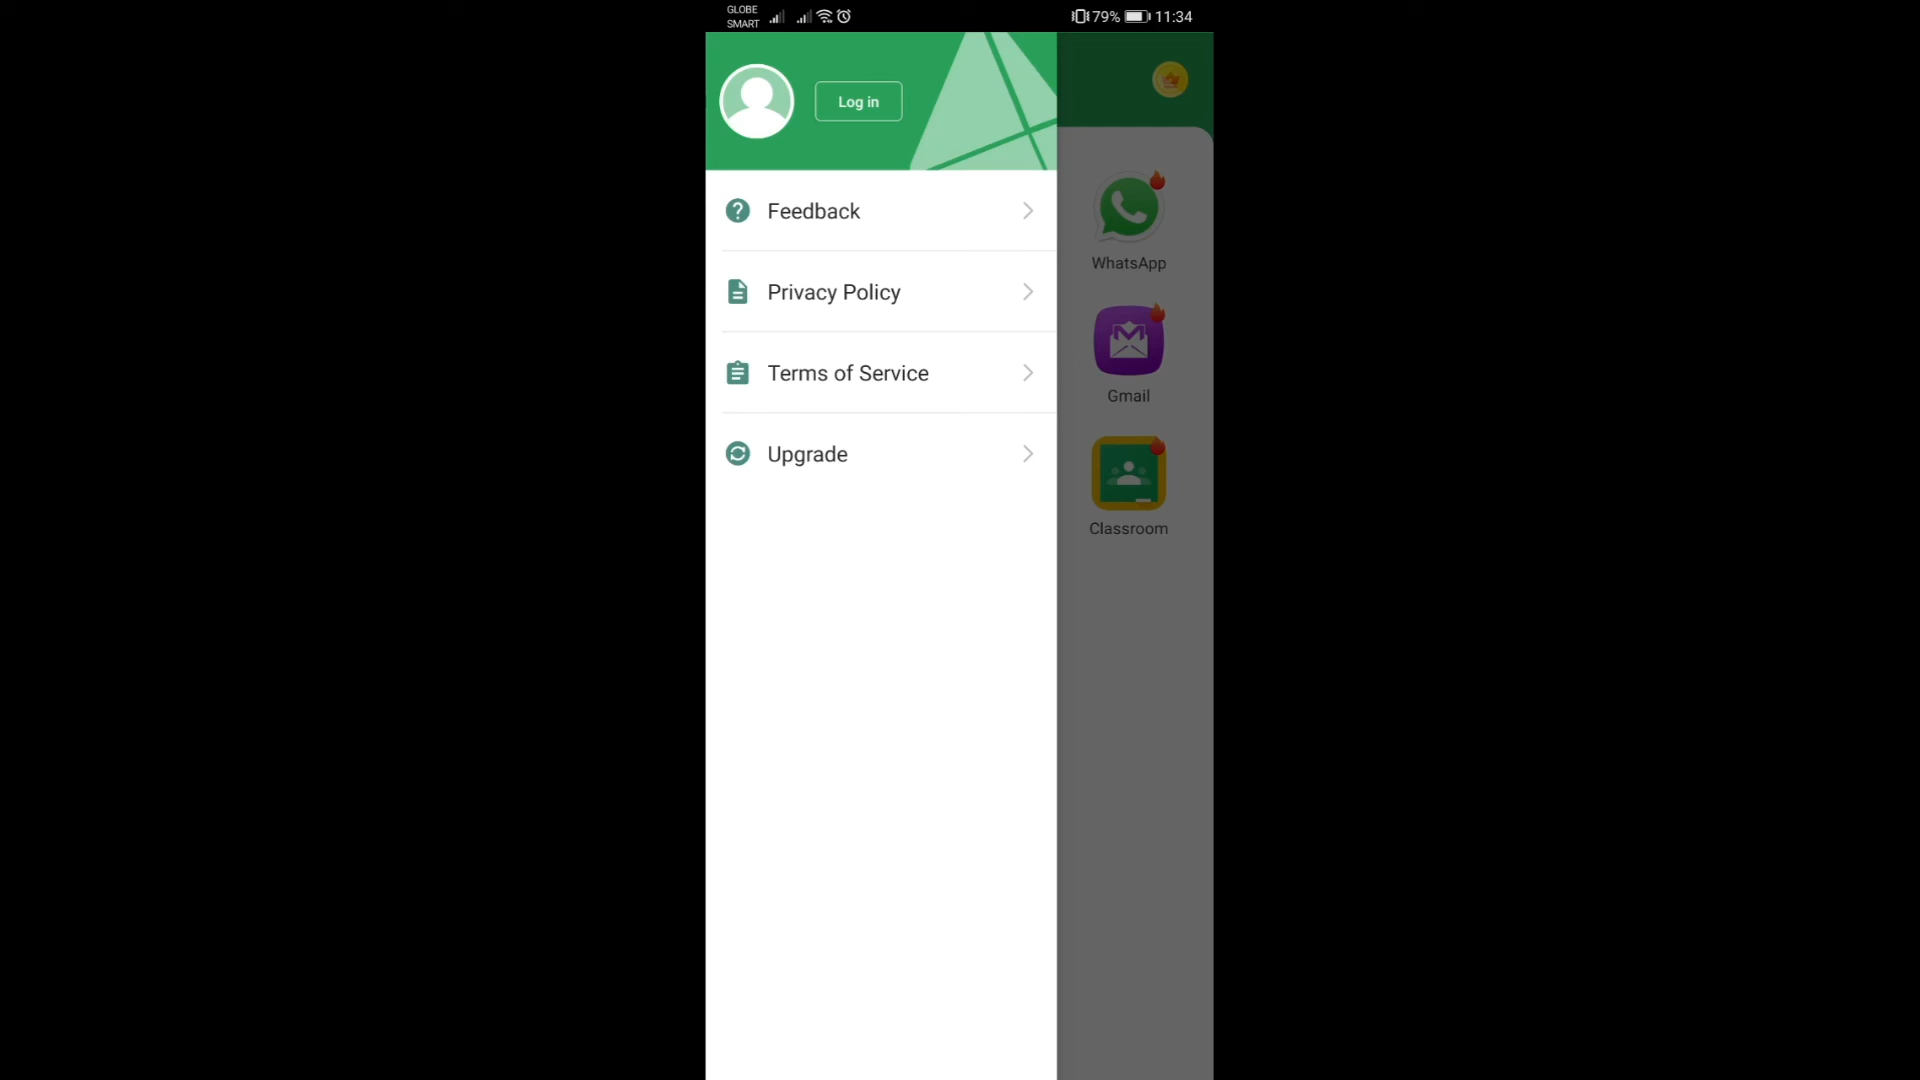 GLOBE
SMART
79% 11:34
Log in
Feedback
Privacy Policy
Terms of Service
Upgrade
WhatsApp
Gmail
Classroom